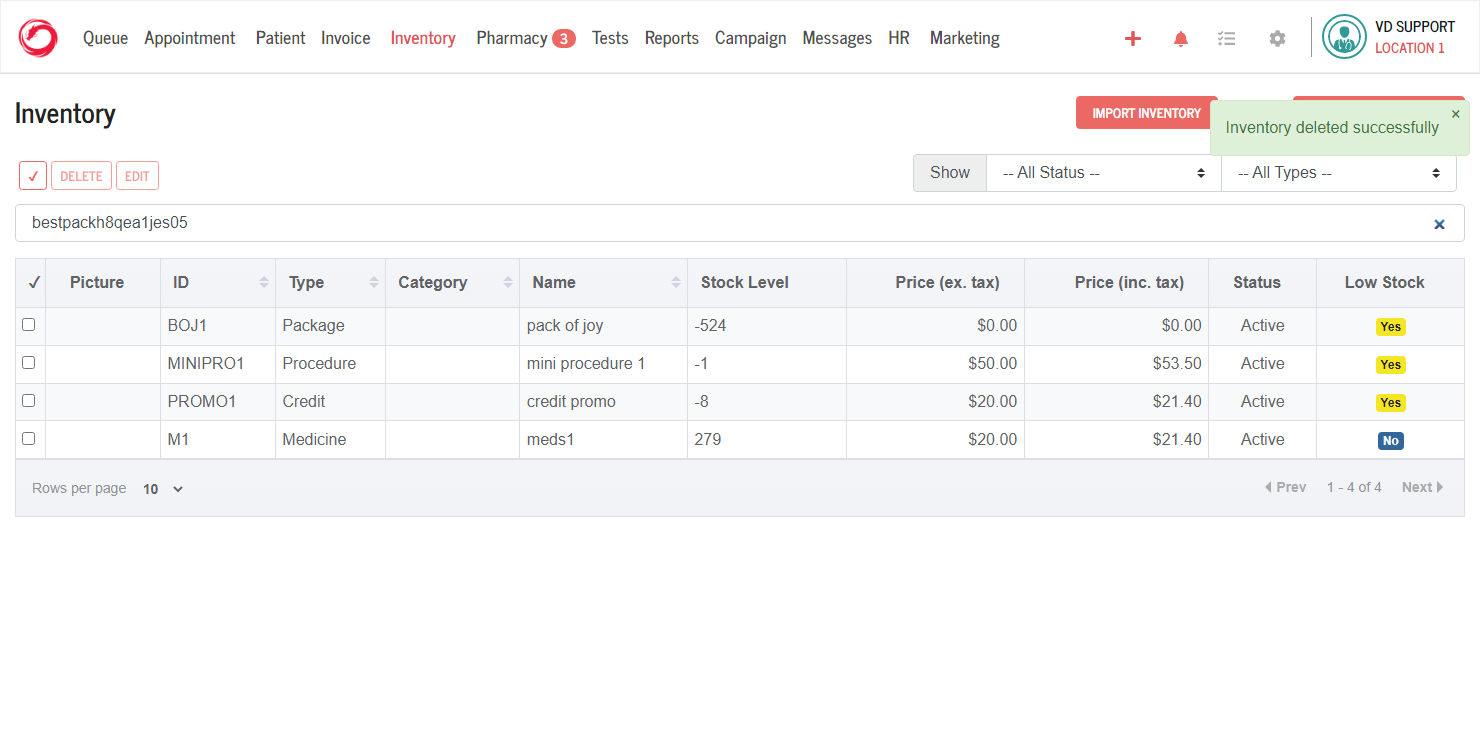 Queue Appointment Patient Invoice Inventory Pharmacy 3 Tests Reports Campaign Messages HR Marketing
VD SUPPORT
LOCATION 1
Inventory
IMPORT INVENTORY
Inventory deleted successfully
×
✓ DELETE EDIT
Show -- All Status -- -- All Types --
bestpackh8qea1jes05
✓ Picture ID Type Category Name Stock Level Price (ex. tax) Price (inc. tax) Status Low Stock
BOJ1 Package pack of joy -524 $0.00 $0.00 Active Yes
MINIPRO1 Procedure mini procedure 1 -1 $50.00 $53.50 Active Yes
PROMO1 Credit credit promo -8 $20.00 $21.40 Active Yes
M1 Medicine meds1 279 $20.00 $21.40 Active No
Rows per page 10 Prev 1 - 4 of 4 Next